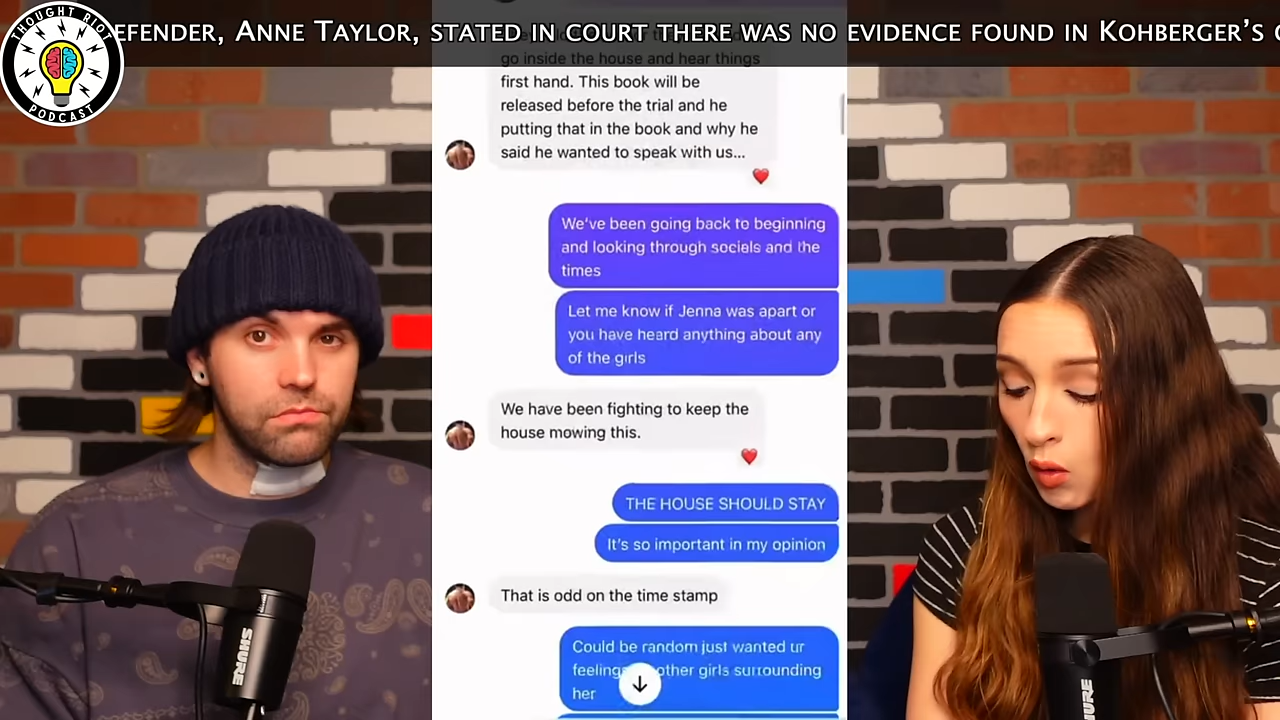 EFENDER, ANNE TAYLOR, STATED IN COURT THERE WAS NO EVIDENCE FOUND IN KOHBERGER'S
THOUGHT RIOT
PODCAST
go inside the house and hear things
first hand. This book will be
released before the trial and he
putting that in the book and why he
said he wanted to speak with us...
We've been going back to beginning
and looking through socials and the
times
Let me know if Jenna was apart or
you have heard anything about any
of the girls
We have been fighting to keep the
house mowing this.
THE HOUSE SHOULD STAY
It's so important in my opinion
That is odd on the time stamp
Could be random just wanted ur
feelings other girls surrounding
her
SHURE
SHURE